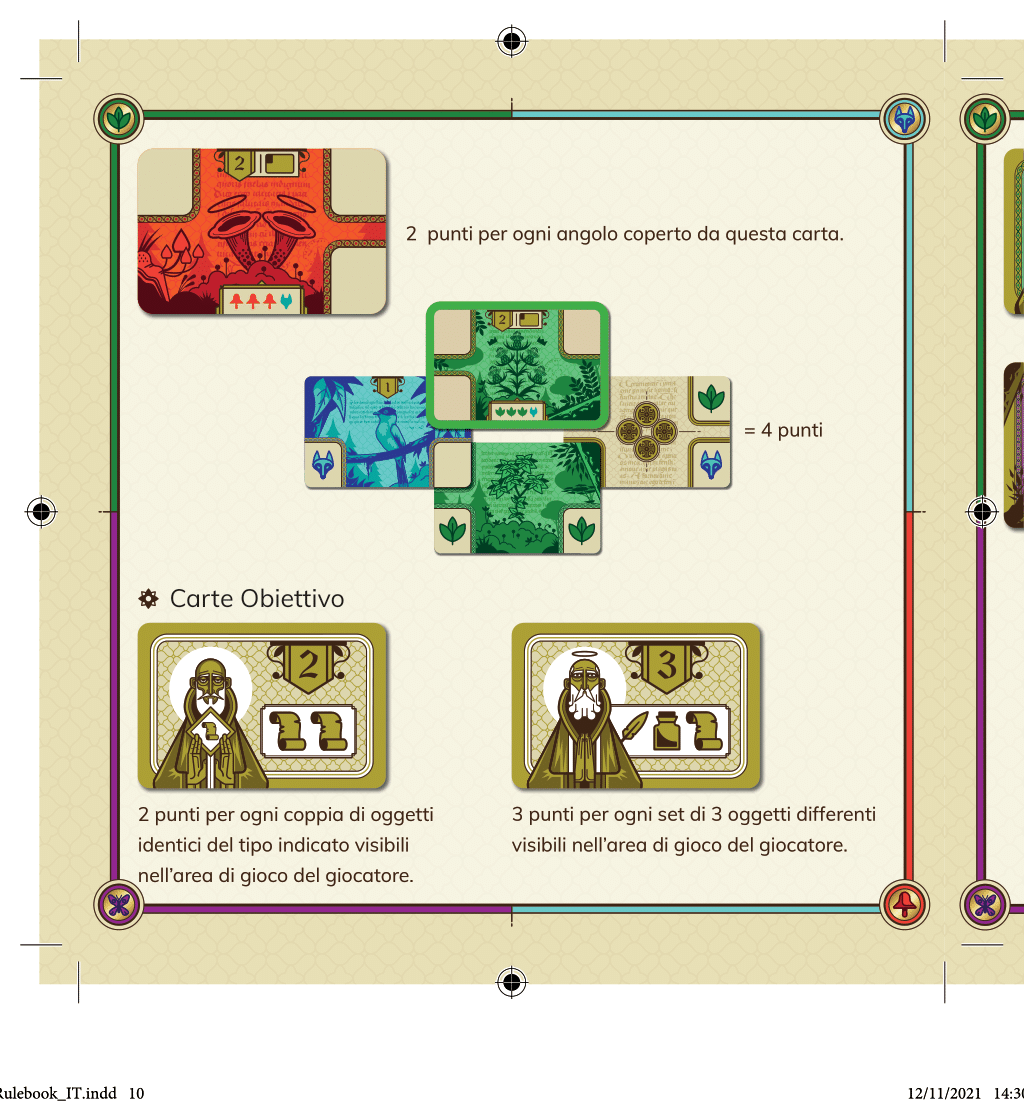 2
2 punti per ogni angolo coperto da questa carta.
2
1
= 4 punti
Carte Obiettivo
2
3
2 punti per ogni coppia di oggetti
identici del tipo indicato visibili
nell'area di gioco del giocatore.
3 punti per ogni set di 3 oggetti differenti
visibili nell'area di gioco del giocatore.
Rulebook_IT.indd 10
12/11/2021 14:30